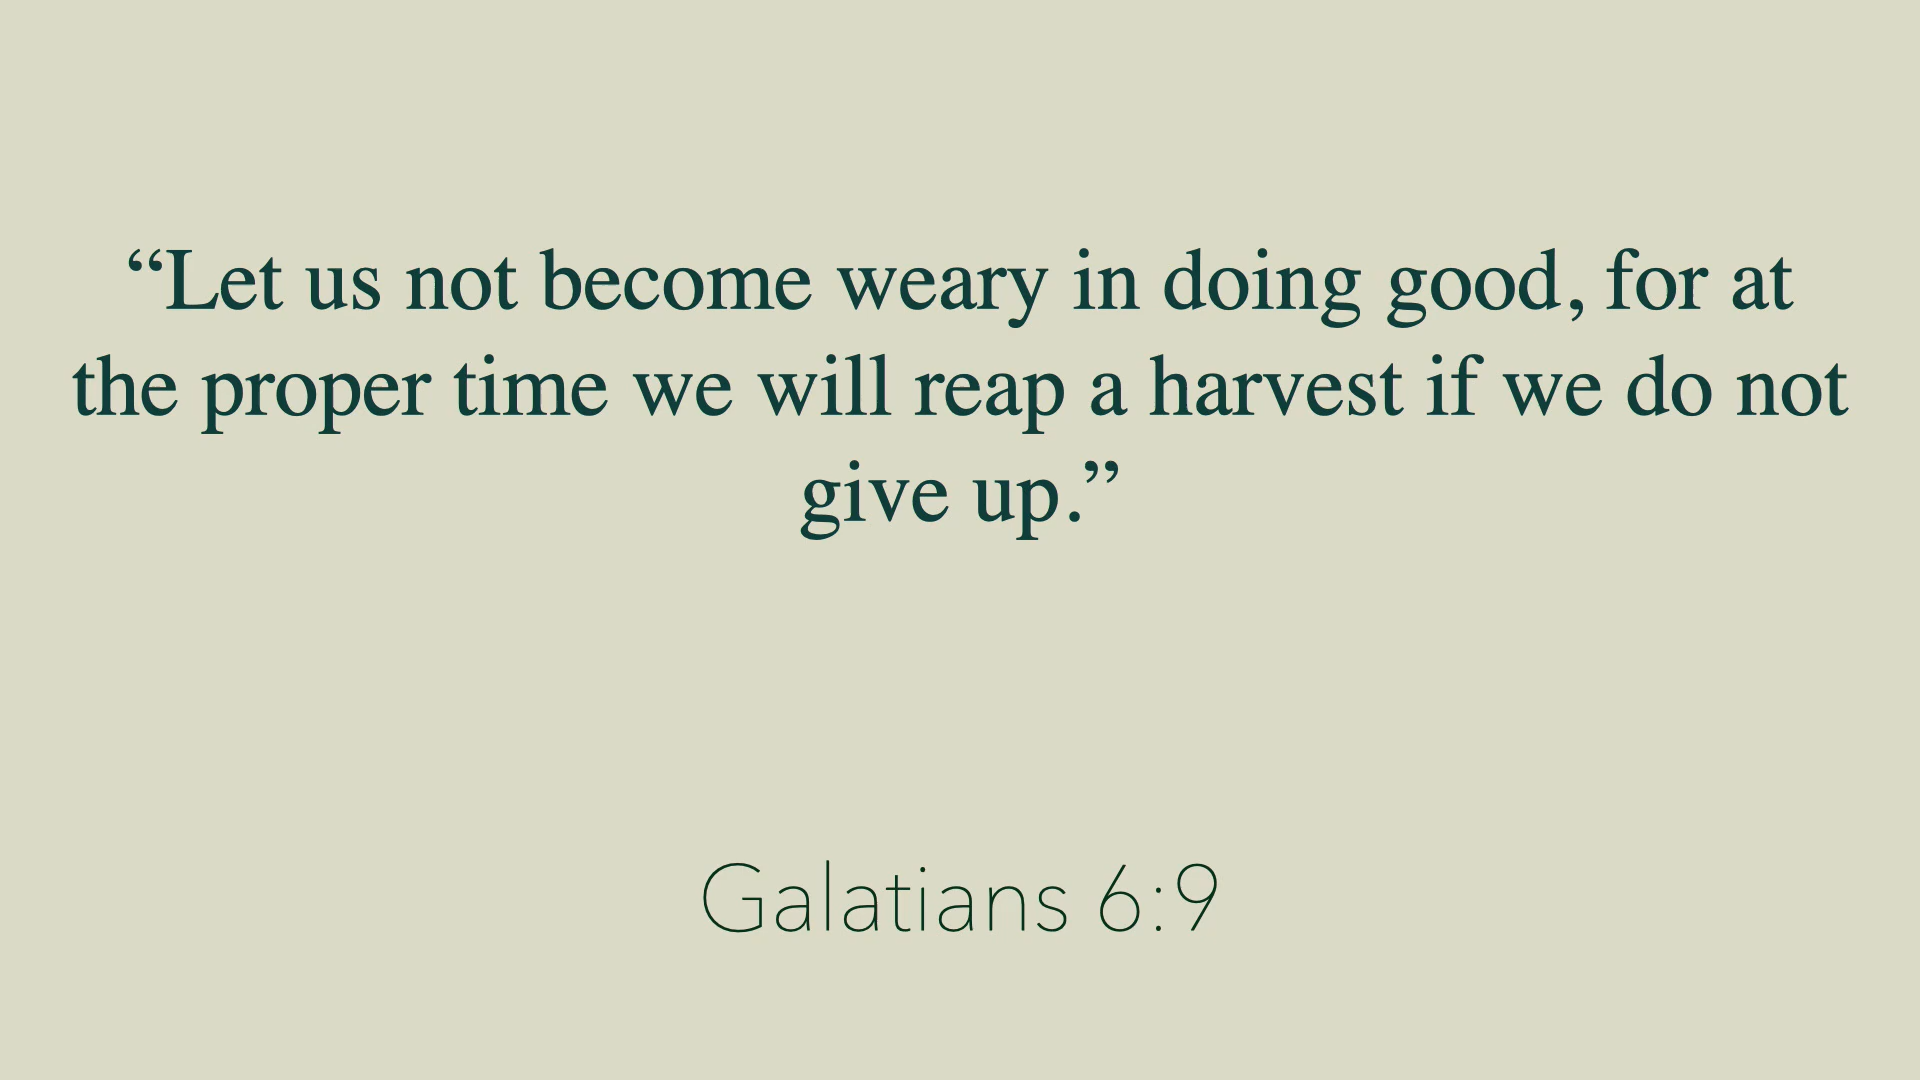 “Let us not become weary in doing good, for at
the proper time we will reap a harvest if we do not
give up.”
Galatians 6:9